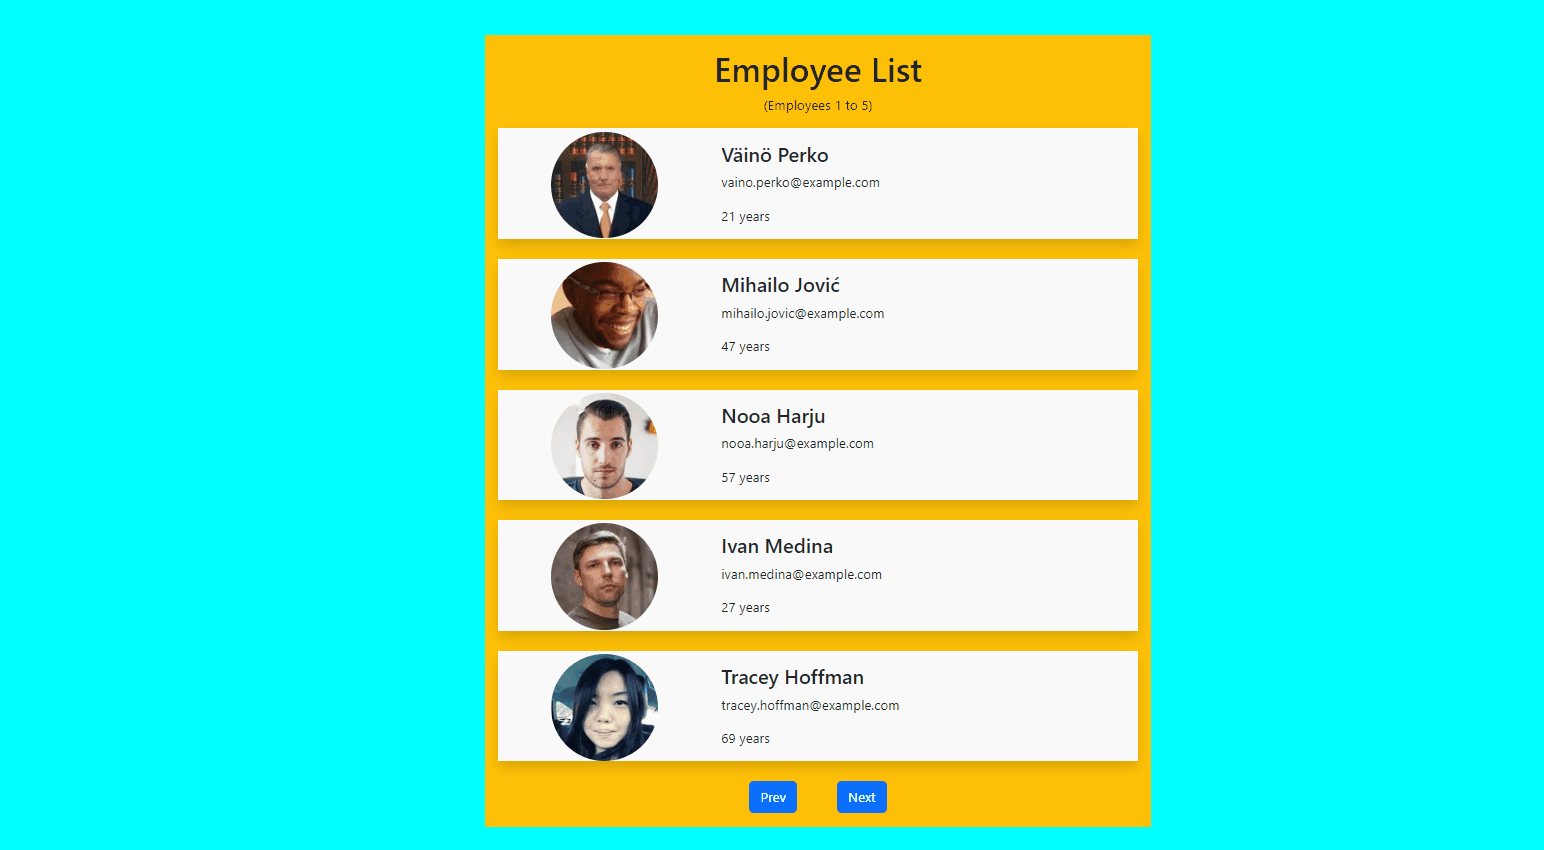 Employee List
(Employees 1 to 5)
Väinö Perko
vaino.perko@example.com
21 years
Mihailo Jović
mihailo.jovic@example.com
47 years
Nooa Harju
nooa.harju@example.com
57 years
Ivan Medina
ivan.medina@example.com
27 years
Tracey Hoffman
tracey.hoffman@example.com
69 years
Prev Next